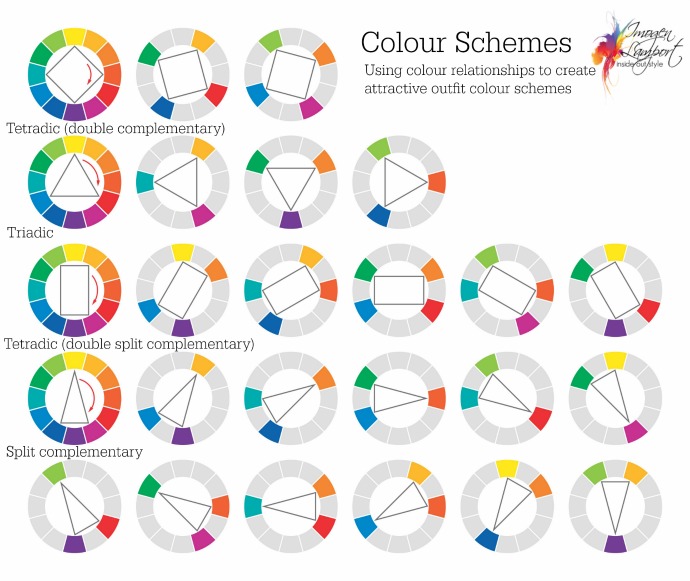 Colour Schemes
Using colour relationships to create
attractive outfit colour schemes
Imogen
Lamport
inside out style
Tetradic (double complementary)
Triadic
Tetradic (double split complementary)
Split complementary